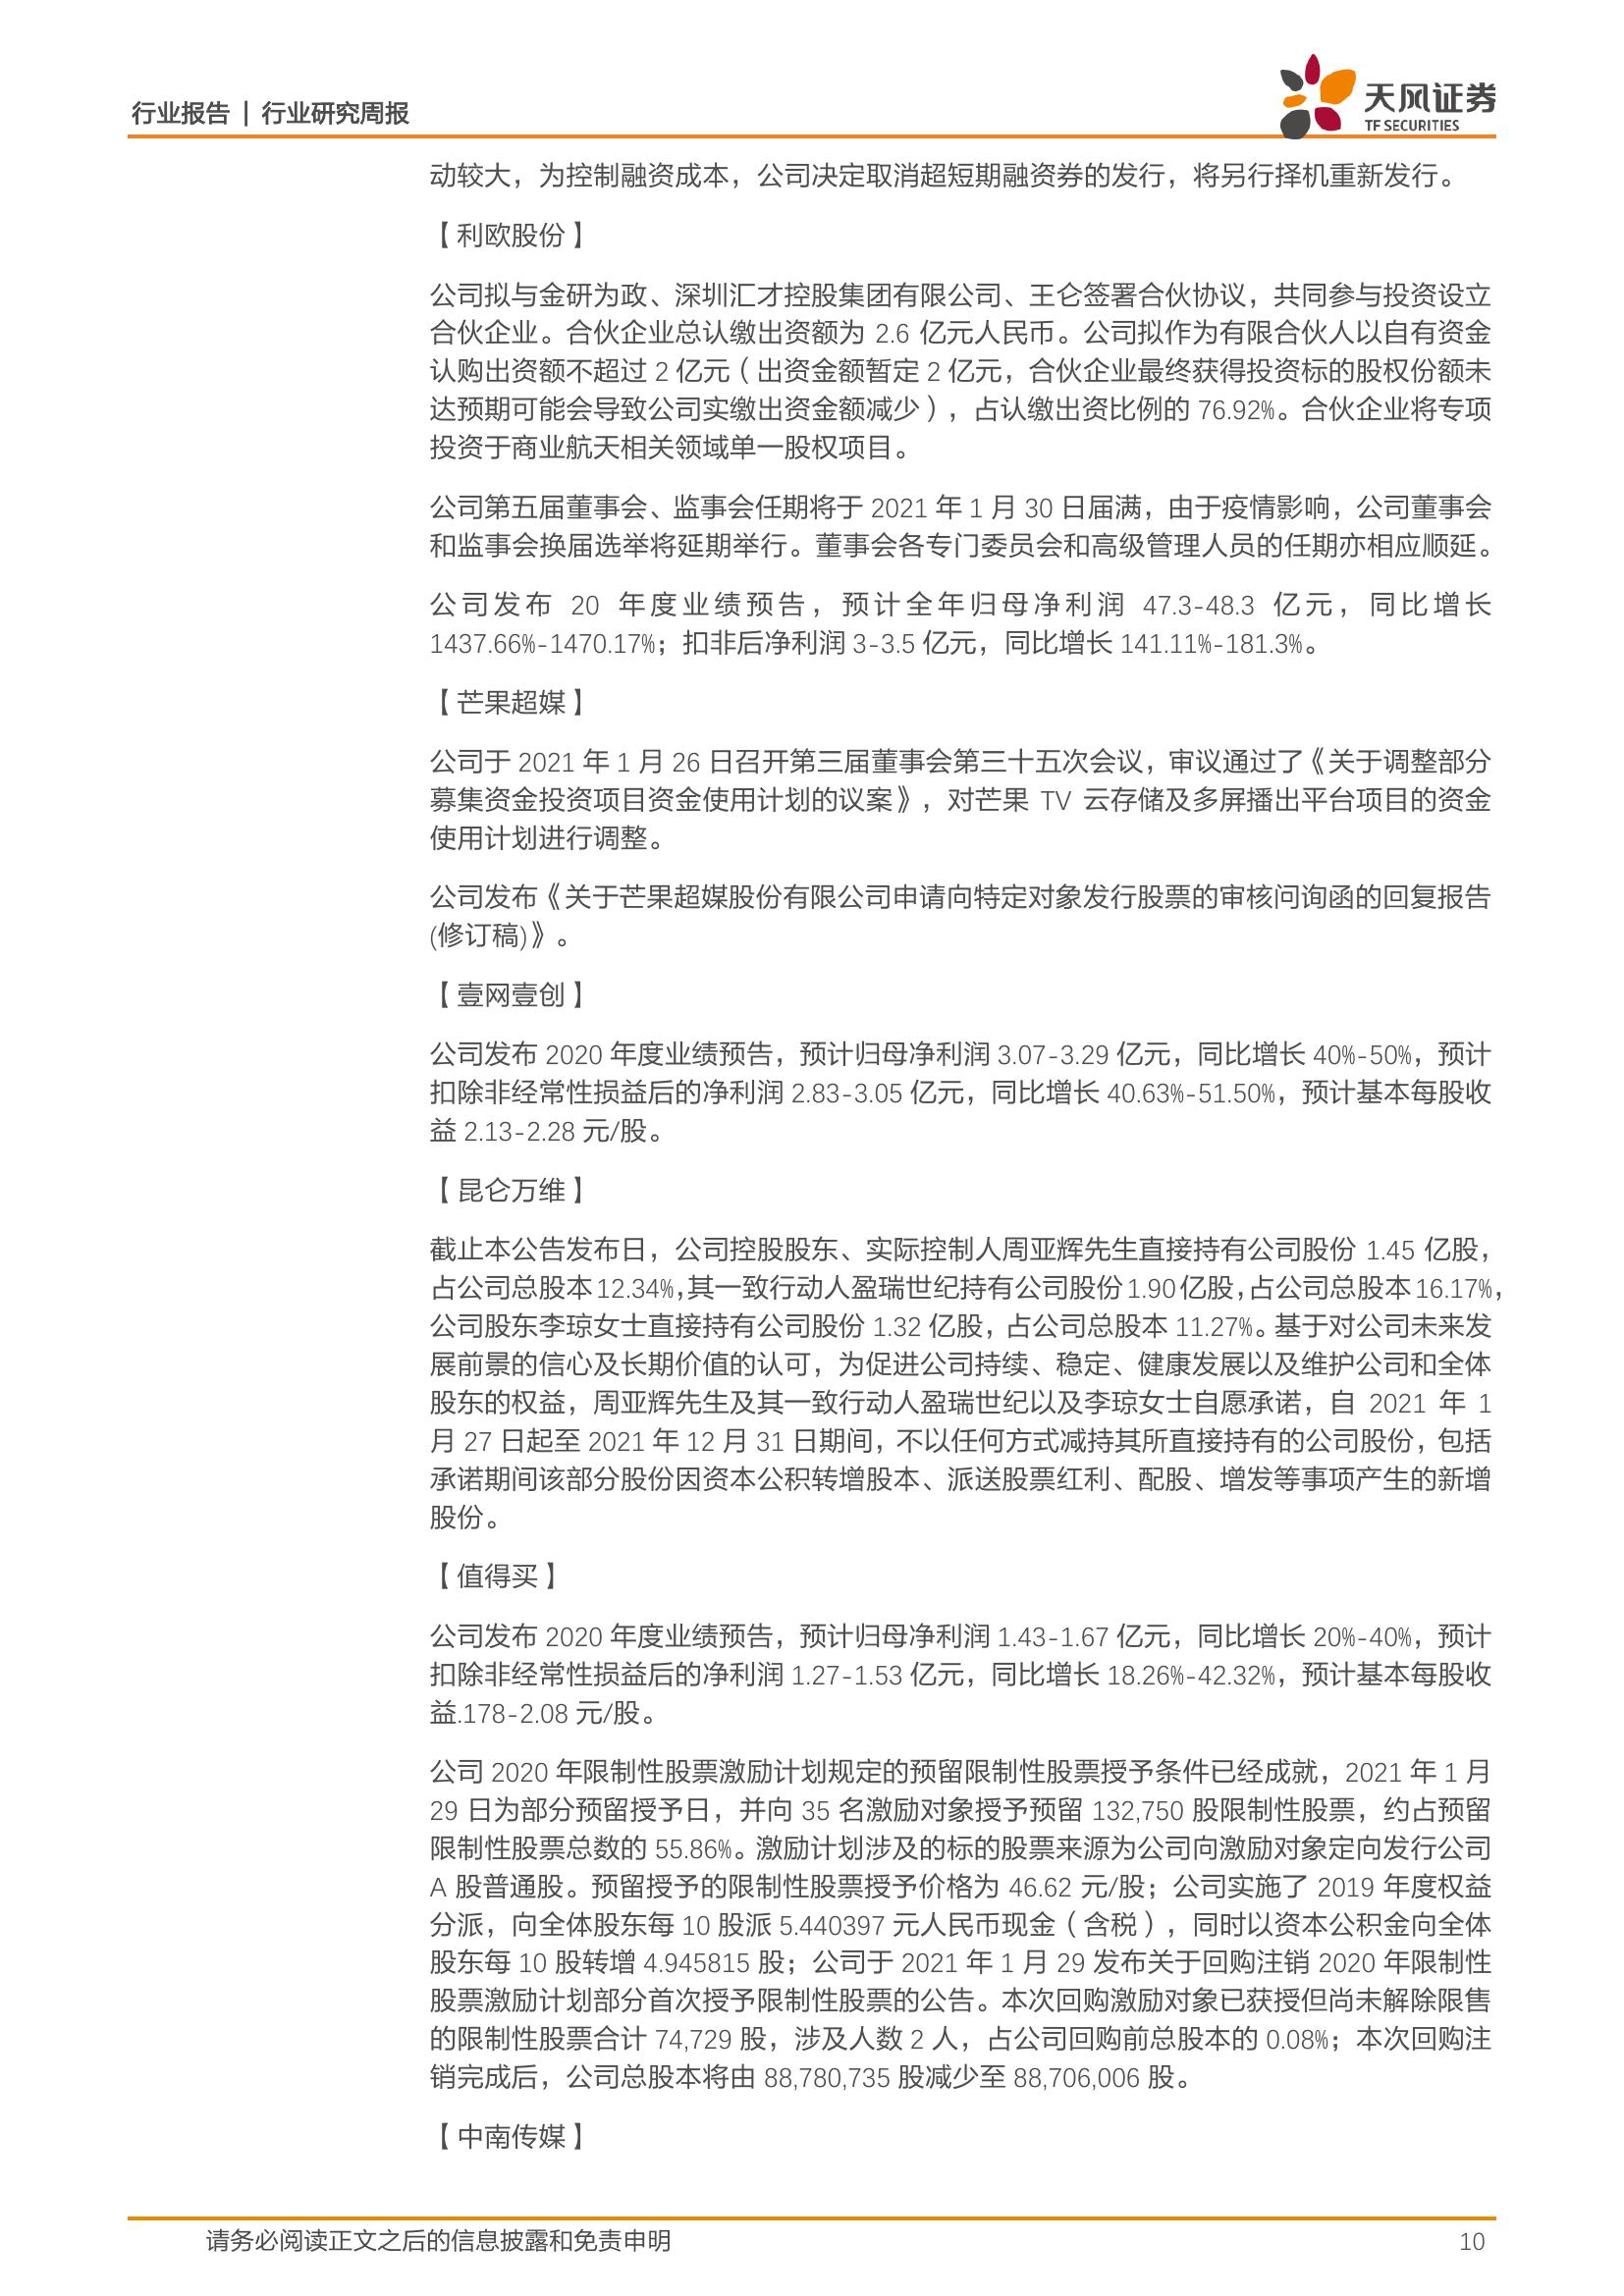 行业报告 | 行业研究周报
天风证券
TF SECURITIES
动较大，为控制融资成本，公司决定取消超短期融资券的发行，将另行择机重新发行。
【利欧股份】
公司拟与金研为政、深圳汇才控股集团有限公司、王仑签署合伙协议，共同参与投资设立
合伙企业。合伙企业总认缴出资额为 2.6 亿元人民币。公司拟作为有限合伙人以自有资金
认购出资额不超过 2 亿元（出资金额暂定 2 亿元，合伙企业最终获得投资标的股权份额未
达预期可能会导致公司实缴出资金额减少），占认缴出资比例的 76.92%。合伙企业将专项
投资于商业航天相关领域单一股权项目。
公司第五届董事会、监事会任期将于 2021 年 1 月 30 日届满，由于疫情影响，公司董事会
和监事会换届选举将延期举行。董事会各专门委员会和高级管理人员的任期亦相应顺延。
公司发布 20 年度业绩预告，预计全年归母净利润 47.3-48.3 亿元，同比增长
1437.66%-1470.17%；扣非后净利润 3-3.5 亿元，同比增长 141.11%-181.3%。
【芒果超媒】
公司于 2021 年 1 月 26 日召开第三届董事会第三十五次会议，审议通过了《关于调整部分
募集资金投资项目资金使用计划的议案》，对芒果 TV 云存储及多屏播出平台项目的资金
使用计划进行调整。
公司发布《关于芒果超媒股份有限公司申请向特定对象发行股票的审核问询函的回复报告
(修订稿)》。
【壹网壹创】
公司发布 2020 年度业绩预告，预计归母净利润 3.07-3.29 亿元，同比增长 40%-50%，预计
扣除非经常性损益后的净利润 2.83-3.05 亿元，同比增长 40.63%-51.50%，预计基本每股收
益 2.13-2.28 元/股。
【昆仑万维】
截止本公告发布日，公司控股股东、实际控制人周亚辉先生直接持有公司股份 1.45 亿股，
占公司总股本 12.34%，其一致行动人盈瑞世纪持有公司股份 1.90 亿股，占公司总股本 16.17%，
公司股东李琼女士直接持有公司股份 1.32 亿股，占公司总股本 11.27%。基于对公司未来发
展前景的信心及长期价值的认可，为促进公司持续、稳定、健康发展以及维护公司和全体
股东的权益，周亚辉先生及其一致行动人盈瑞世纪以及李琼女士自愿承诺，自 2021 年 1
月 27 日起至 2021 年 12 月 31 日期间，不以任何方式减持其所直接持有的公司股份，包括
承诺期间该部分股份因资本公积转增股本、派送股票红利、配股、增发等事项产生的新增
股份。
【值得买】
公司发布 2020 年度业绩预告，预计归母净利润 1.43-1.67 亿元，同比增长 20%-40%，预计
扣除非经常性损益后的净利润 1.27-1.53 亿元，同比增长 18.26%-42.32%，预计基本每股收
益.178-2.08 元/股。
公司 2020 年限制性股票激励计划规定的预留限制性股票授予条件已经成就，2021 年 1 月
29 日为部分预留授予日，并向 35 名激励对象授予预留 132,750 股限制性股票，约占预留
限制性股票总数的 55.86%。激励计划涉及的标的股票来源为公司向激励对象定向发行公司
A 股普通股。预留授予的限制性股票授予价格为 46.62 元/股；公司实施了 2019 年度权益
分派，向全体股东每 10 股派 5.440397 元人民币现金（含税），同时以资本公积金向全体
股东每 10 股转增 4.945815 股；公司于 2021 年 1 月 29 发布关于回购注销 2020 年限制性
股票激励计划部分首次授予限制性股票的公告。本次回购激励对象已获授但尚未解除限售
的限制性股票合计 74,729 股，涉及人数 2 人，占公司回购前总股本的 0.08%；本次回购注
销完成后，公司总股本将由 88,780,735 股减少至 88,706,006 股。
【中南传媒】
请务必阅读正文之后的信息披露和免责申明
10